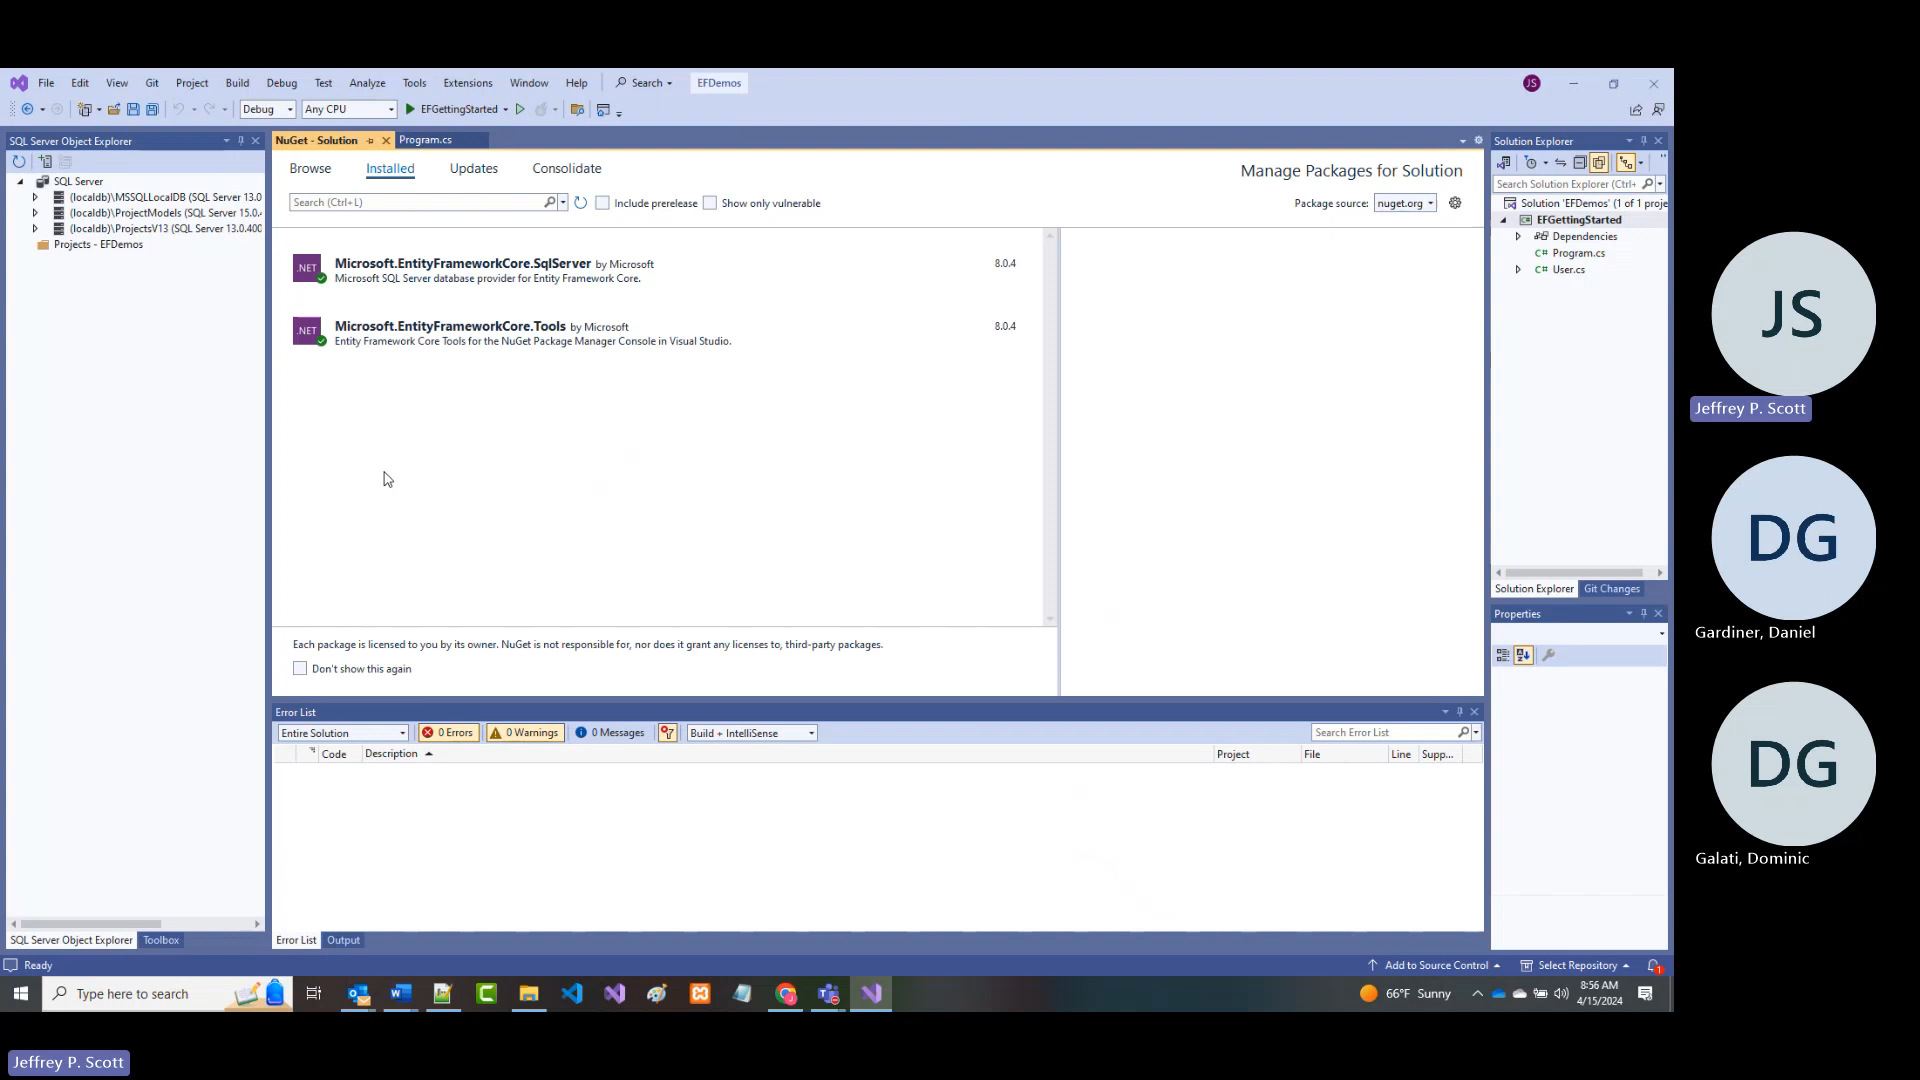 File Edit View Git Project Build Debug Test Analyze Tools Extensions Window Help Search EFDemos JS
Debug Any CPU EFGettingStarted
SQL Server Object Explorer
SQL Server
(localdb)\MSSQLLocalDB (SQL Server 13.0
(localdb)\ProjectModels (SQL Server 15.0.
(localdb)\ProjectsV13 (SQL Server 13.0.400
Projects - EFDemos
SQL Server Object Explorer Toolbox
NuGet - Solution Program.cs
Browse Installed Updates Consolidate Manage Packages for Solution
Search (Ctrl+L) Include prerelease Show only vulnerable Package source: nuget.org
.NET Microsoft.EntityFrameworkCore.SqlServer by Microsoft 8.0.4
Microsoft SQL Server database provider for Entity Framework Core.
.NET Microsoft.EntityFrameworkCore.Tools by Microsoft 8.0.4
Entity Framework Core Tools for the NuGet Package Manager Console in Visual Studio.
Each package is licensed to you by its owner. NuGet is not responsible for, nor does it grant any licenses to, third-party packages.
Don't show this again
Error List
Entire Solution 0 Errors 0 Warnings 0 Messages Build + IntelliSense Search Error List
Code Description Project File Line Supp...
Error List Output
Solution Explorer
Search Solution Explorer (Ctrl+
Solution 'EFDemos' (1 of 1 proje
C# EFGettingStarted
Dependencies
C# Program.cs
C# User.cs
Solution Explorer Git Changes
Properties
Ready Add to Source Control Select Repository 1
Type here to search 66°F Sunny 8:56 AM
4/15/2024
JS
Jeffrey P. Scott
DG
Gardiner, Daniel
DG
Galati, Dominic
Jeffrey P. Scott